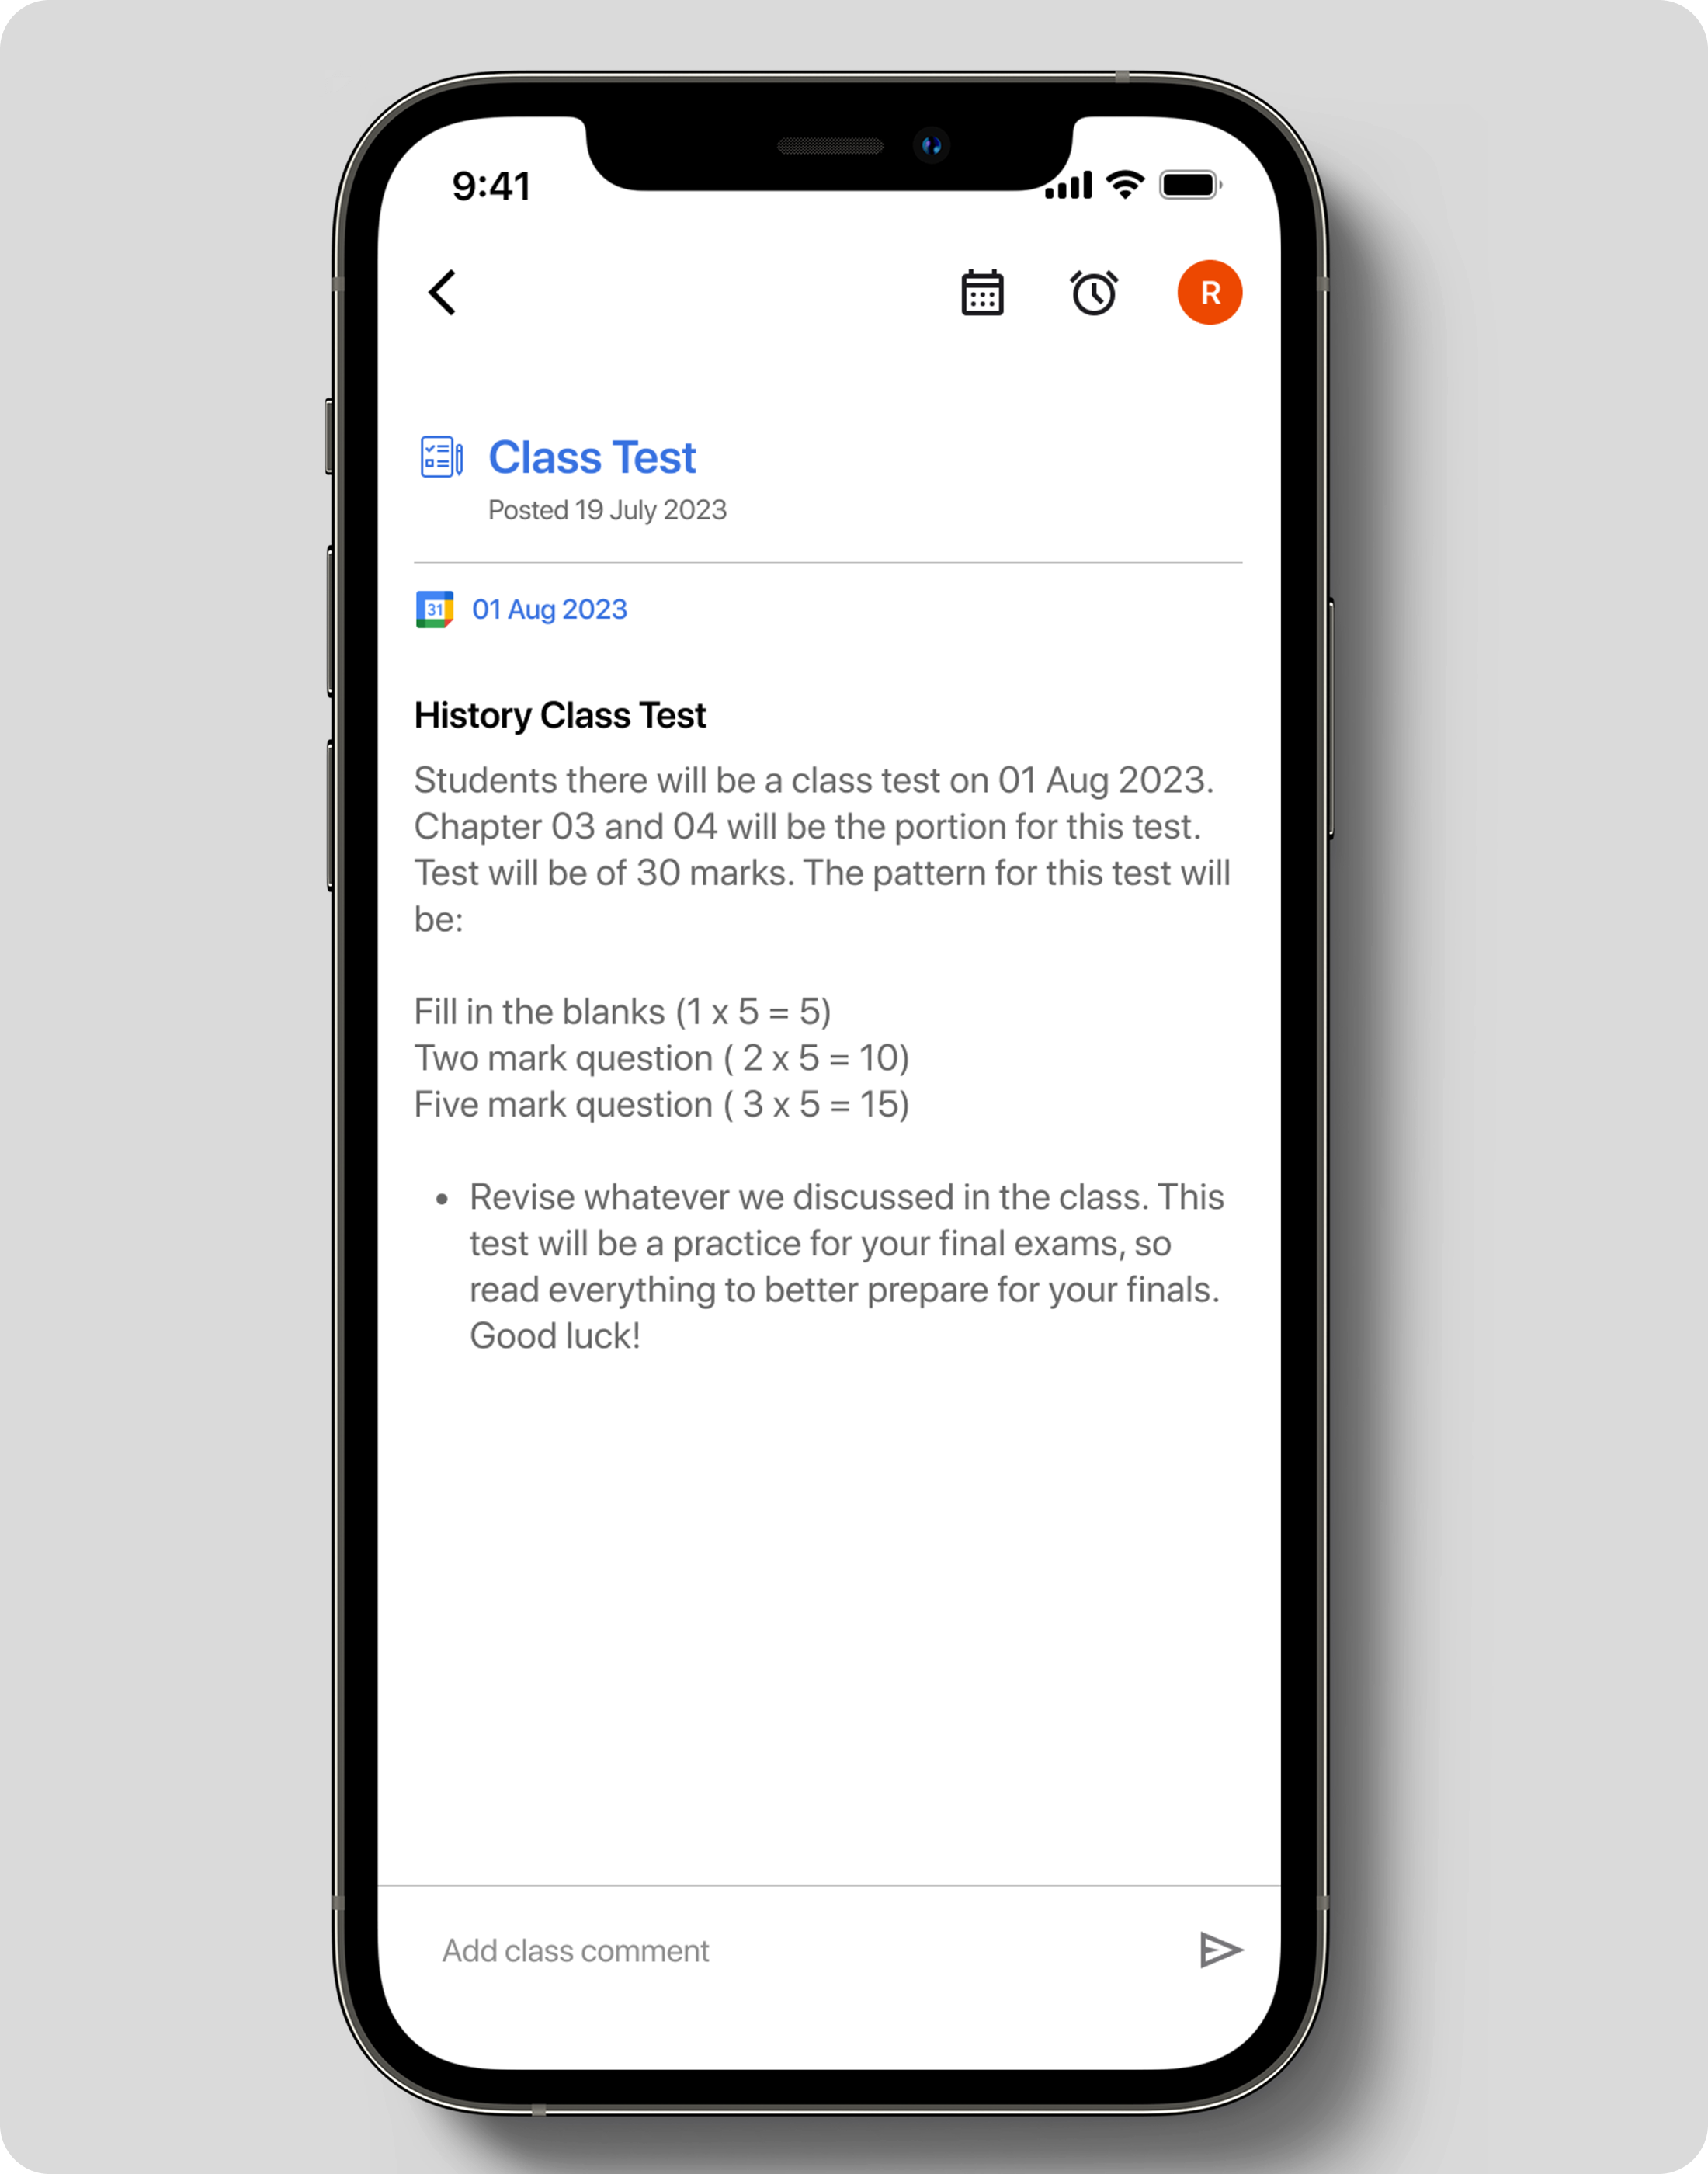 9:41
R
Class Test
Posted 19 July 2023
31
01 Aug 2023
History Class Test
Students there will be a class test on 01 Aug 2023.
Chapter 03 and 04 will be the portion for this test.
Test will be of 30 marks. The pattern for this test will
be:
Fill in the blanks (1 x 5 = 5)
Two mark question ( 2 x 5 = 10)
Five mark question ( 3 x 5 = 15)
• Revise whatever we discussed in the class. This
test will be a practice for your final exams, so
read everything to better prepare for your finals.
Good luck!
Add class comment